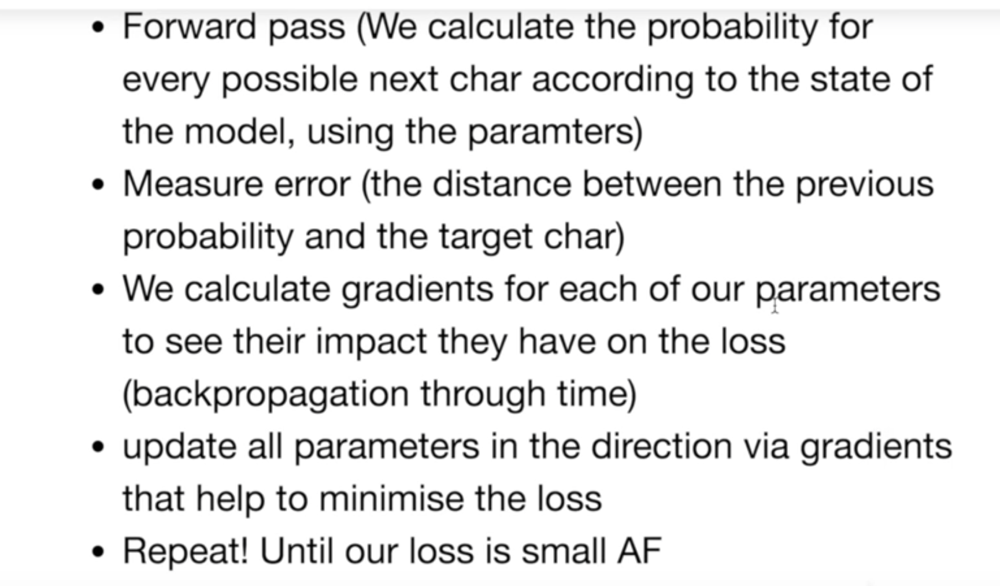 • Forward pass (We calculate the probability for
every possible next char according to the state of
the model, using the paramters)
• Measure error (the distance between the previous
probability and the target char)
• We calculate gradients for each of our parameters
to see their impact they have on the loss
(backpropagation through time)
• update all parameters in the direction via gradients
that help to minimise the loss
• Repeat! Until our loss is small AF